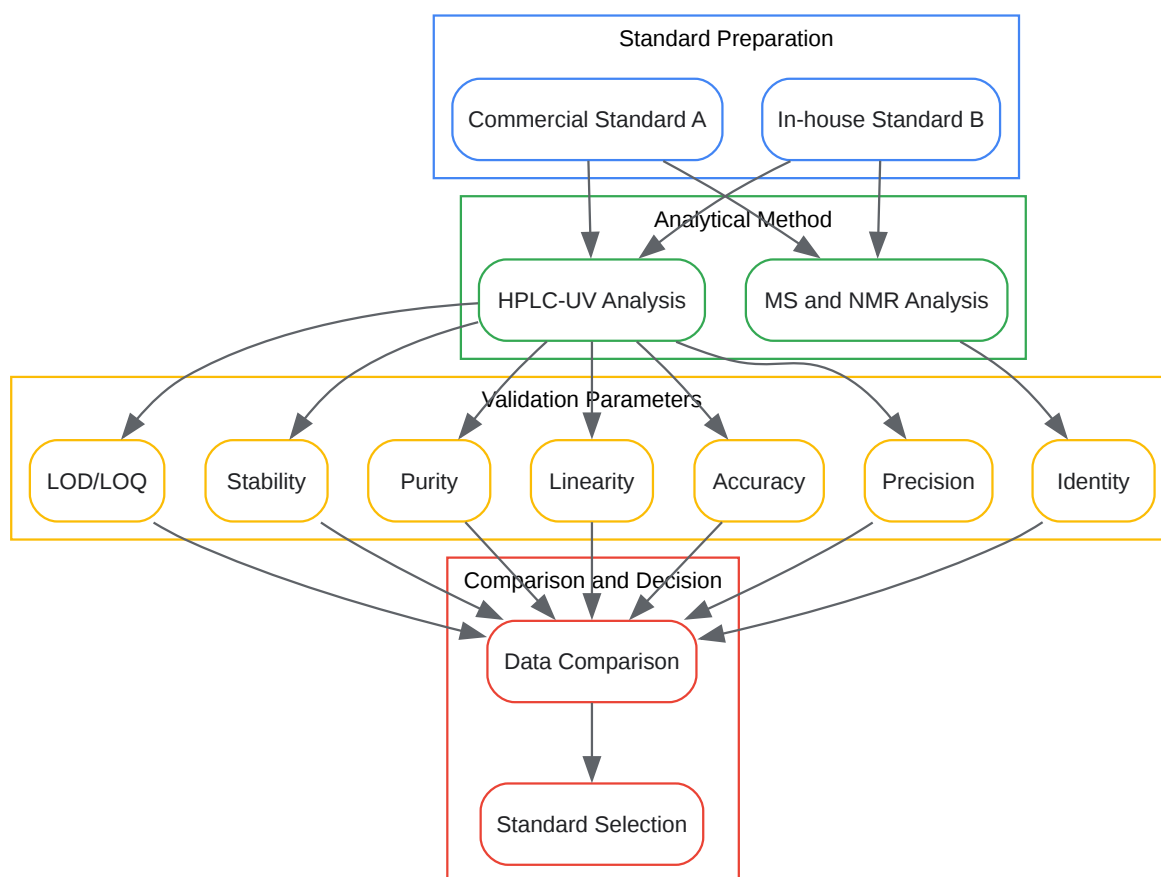 Standard Preparation
Commercial Standard A
In-house Standard B
Analytical Method
HPLC-UV Analysis
MS and NMR Analysis
Validation Parameters
LOD/LOQ
Stability
Purity
Linearity
Accuracy
Precision
Identity
Comparison and Decision
Data Comparison
Standard Selection